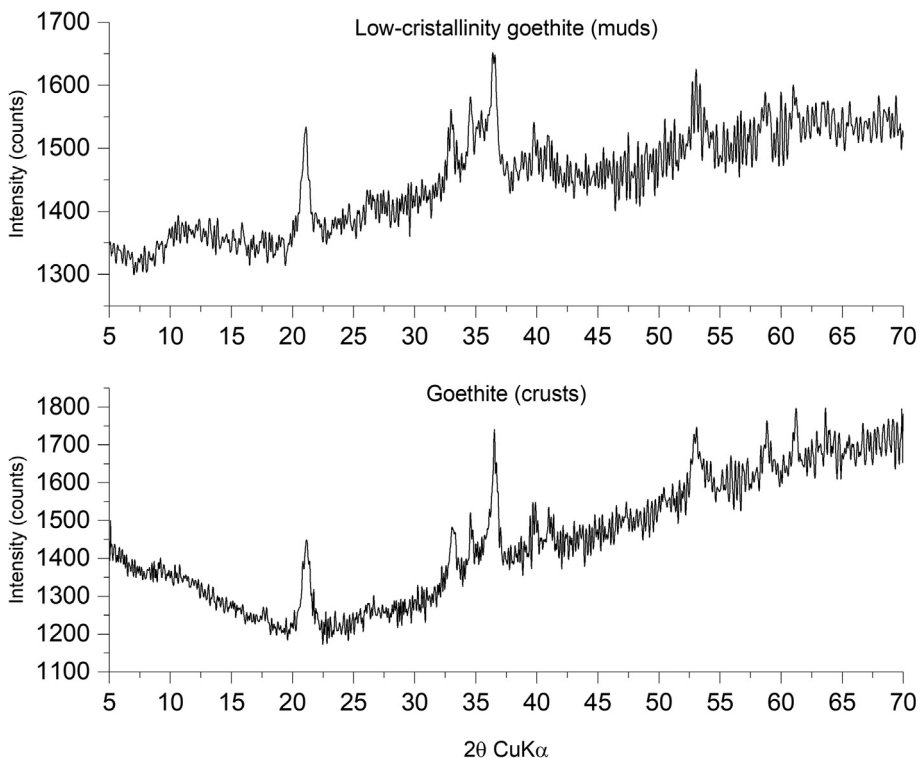 Low-cristallinity goethite (muds)
Intensity (counts)
1700
1600
1500
1400
1300
5 10 15 20 25 30 35 40 45 50 55 60 65 70
Goethite (crusts)
Intensity (counts)
1800
1700
1600
1500
1400
1300
1200
1100
5 10 15 20 25 30 35 40 45 50 55 60 65 70
2θ CuKα